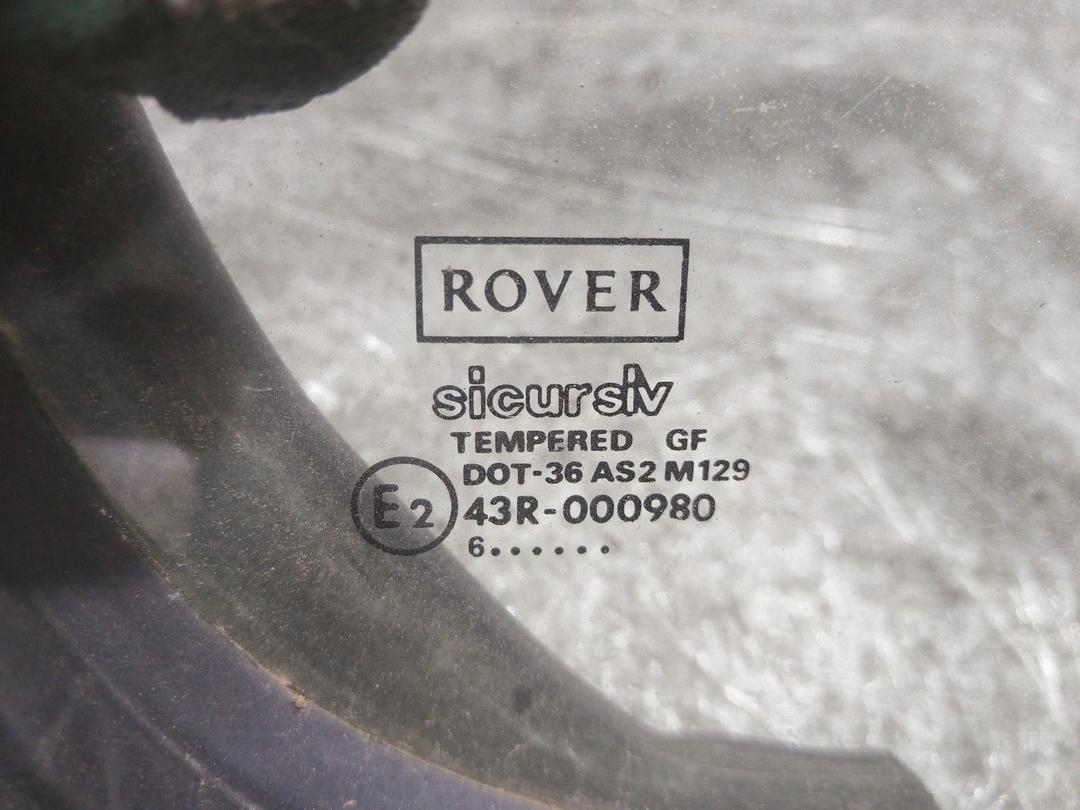 ROVER
sicursiv
TEMPERED GF
DOT-36 AS2 M129
E2
43R-000980
6......